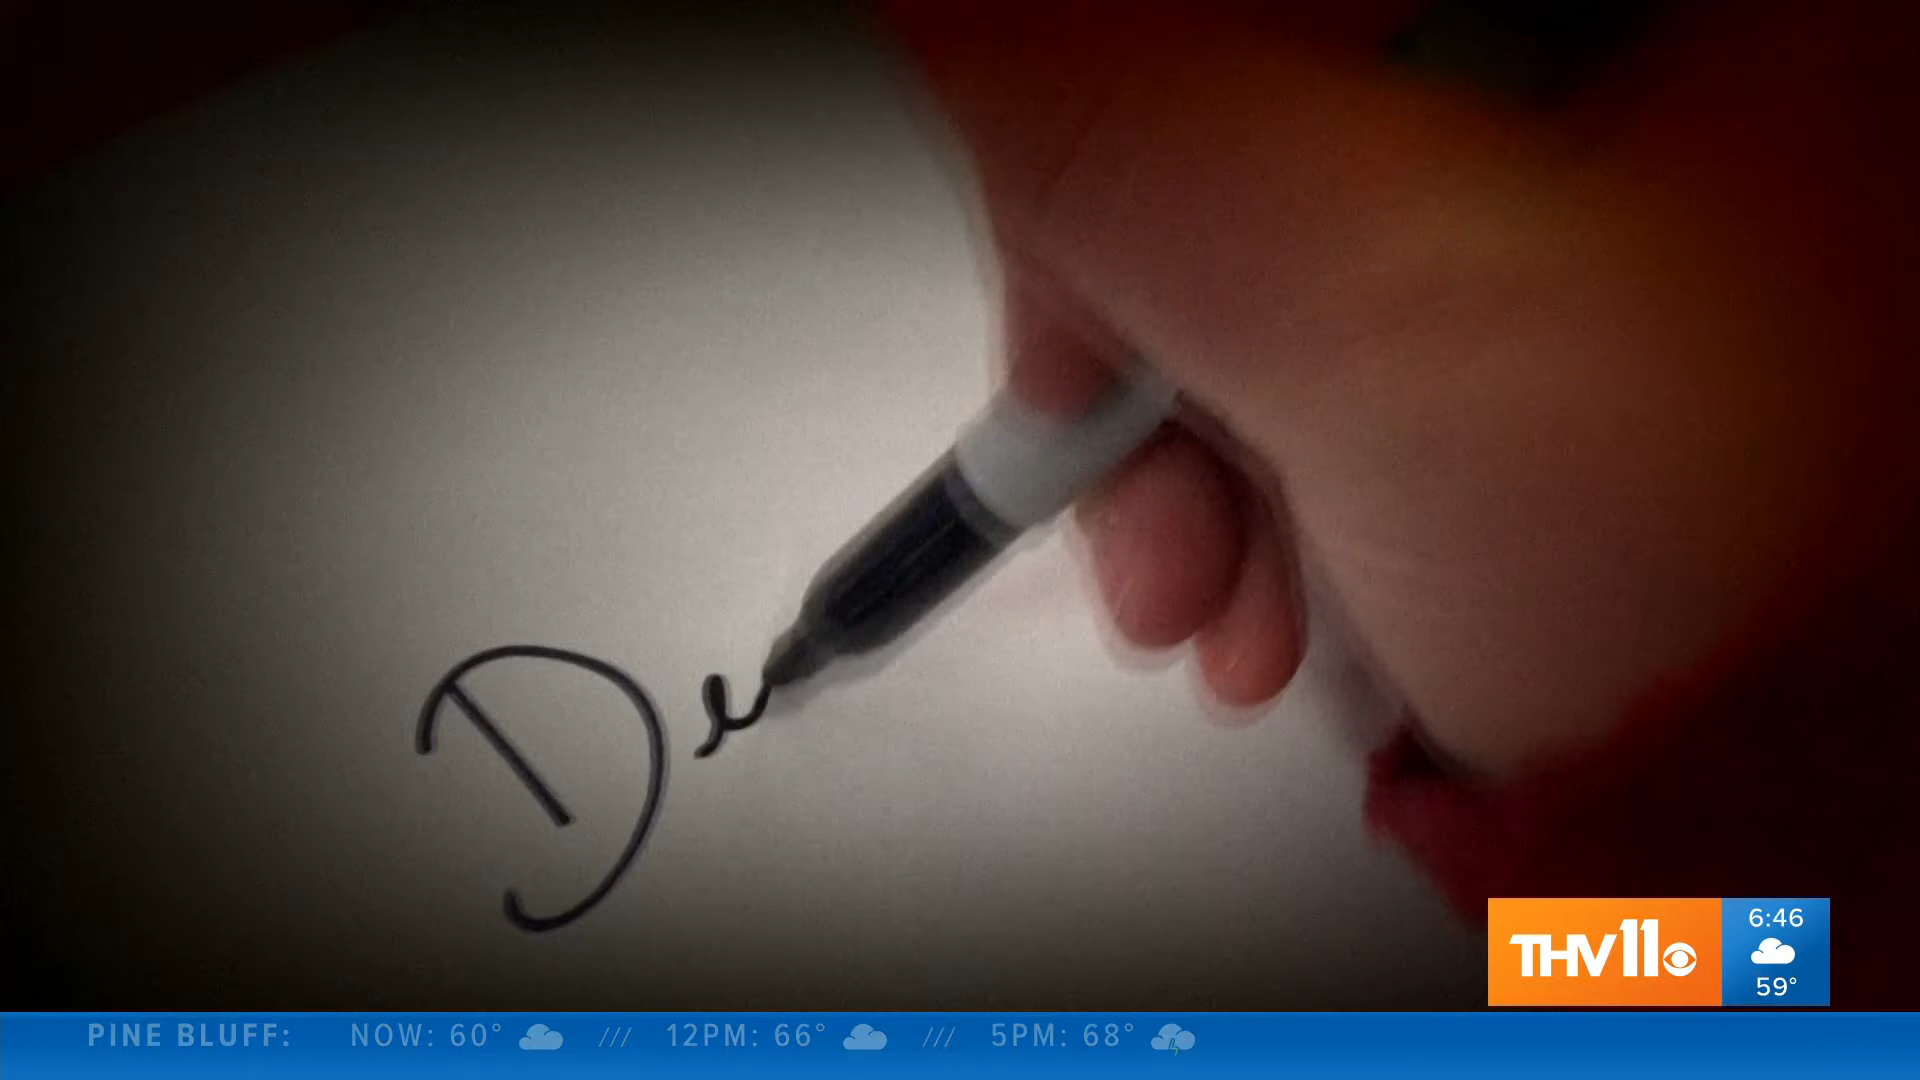 De
THV11
6:46
59°
PINE BLUFF: NOW: 60° /// 12PM: 66° /// 5PM: 68°